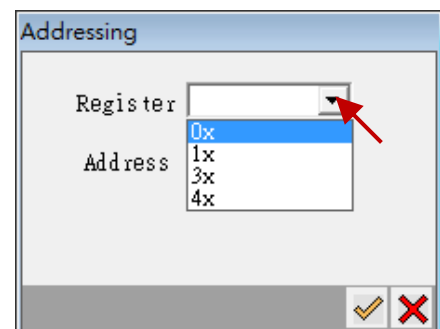 Addressing
Register
0x
1x
Address
3x
4x